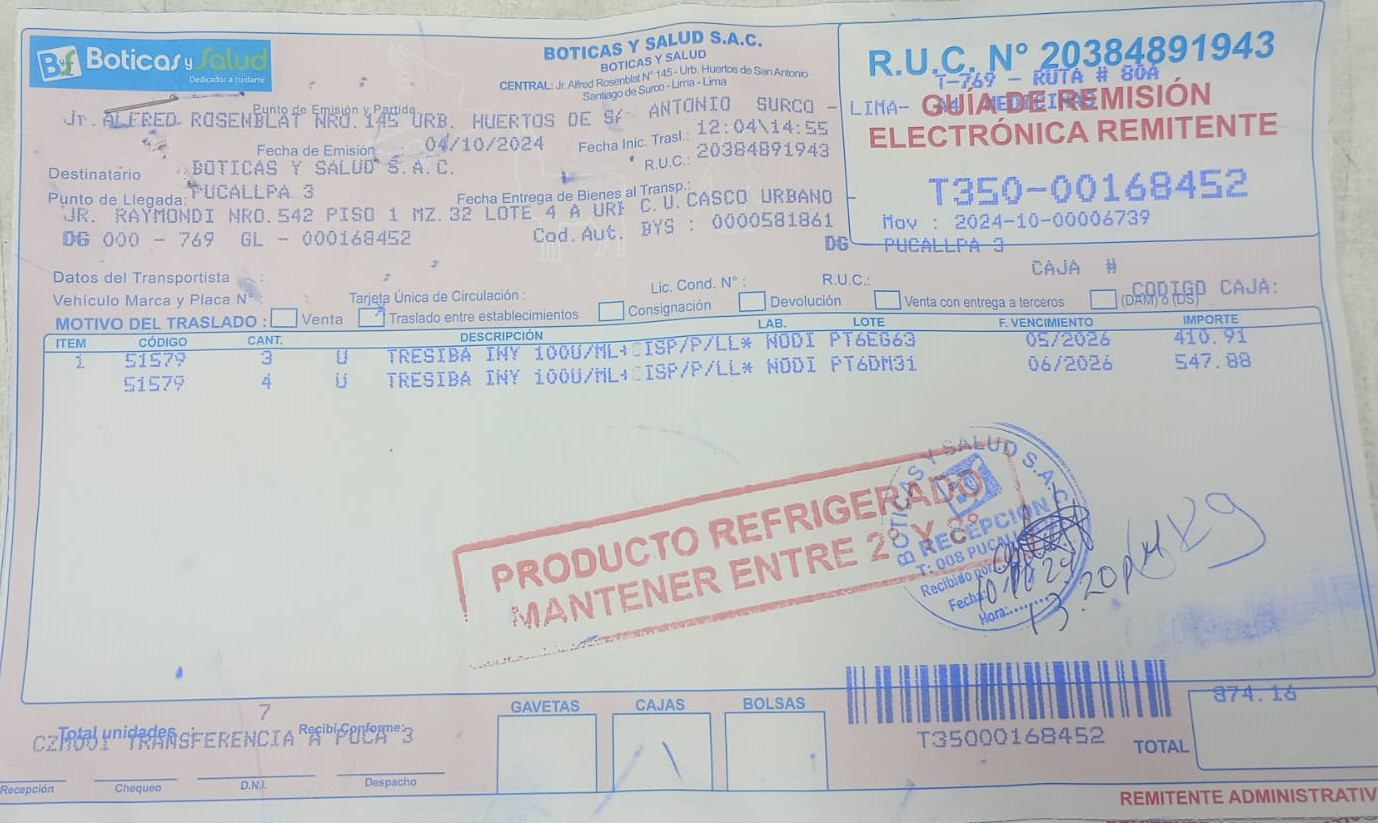 Boticas y Salud
Dedicados a cuidarte
BOTICAS Y SALUD S.A.C.
BOTICAS Y SALUD
CENTRAL: Jr. Alfred Rosenblat N° 145 - Urb. Huertos de San Antonio
Santiago de Surco - Lima - Lima
R.U.C. N° 20384891943
T-769 - RUTA # 80A
GUÍA DE REMISIÓN
ELECTRÓNICA REMITENTE
T350-00168452
Mov : 2024-10-00006739
DG PUCALLPA 3
Punto de Emisión y Partida:
Jr. ALFRED ROSENBLAT NRO. 145 URB. HUERTOS DE S/ ANTONIO SURCO - LIMA-
Fecha de Emisión : 04/10/2024 Fecha Inic. Trasl.: 12:04\14:55
Destinatario : BOTICAS Y SALUD S.A.C. R.U.C.: 20384891943
Punto de Llegada: PUCALLPA 3 Fecha Entrega de Bienes al Transp.:
JR. RAYMONDI NRO.542 PISO 1 MZ.32 LOTE 4 A URB C.U.CASCO URBANO -
DG 000 - 769 GL - 000168452 Cod. Aut. BYS : 0000581861
CAJA #
CODIGO CAJA:
Datos del Transportista :
Vehículo Marca y Placa N° Tarjeta Única de Circulación : Lic. Cond. N° : R.U.C.:
MOTIVO DEL TRASLADO : Venta Traslado entre establecimientos Consignación Devolución Venta con entrega a terceros (DAM) ó (DS)
ITEM CÓDIGO CANT. DESCRIPCIÓN LAB. LOTE F. VENCIMIENTO IMPORTE
1 51579 3 U TRESIBA INY 100U/ML+ ISP/P/LL* NODI PT6EG63 05/2026 410.91
51579 4 U TRESIBA INY 100U/ML+ ISP/P/LL* NODI PT6DM31 06/2026 547.88
PRODUCTO REFRIGERADO
MANTENER ENTRE 2° Y 8°
BOTICAS Y SALUD S.A.C.
RECEPCION
T: 008 PUCALL
Recibido por
Fecha:
Hora:
13.20pm
7
Total unidades : Recibí Conforme:
CZM001 TRANSFERENCIA A PUCA 3
Recepción Chequeo D.N.I. Despacho
GAVETAS CAJAS BOLSAS
T35000168452
TOTAL
874.16
REMITENTE ADMINISTRATIV